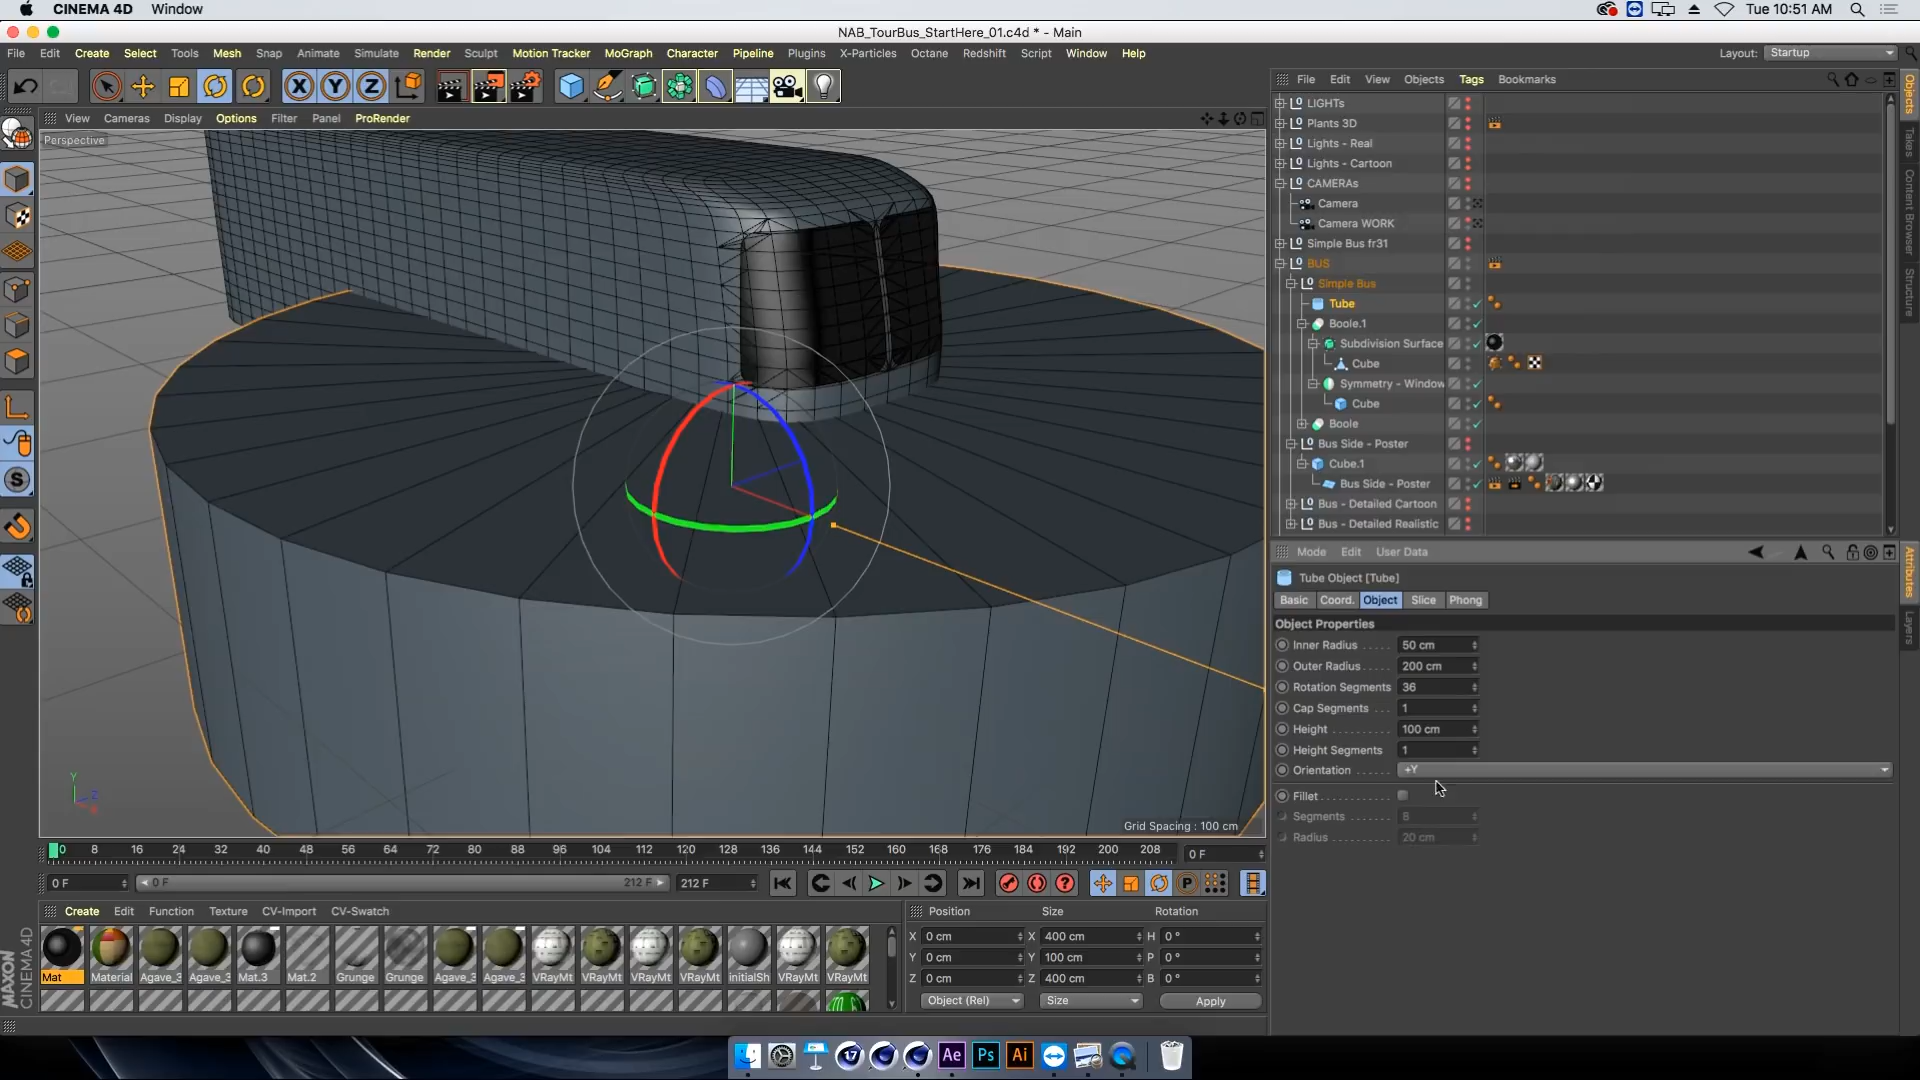 CINEMA 4D Window
Tue 10:51 AM
NAB_TourBus_StartHere_01.c4d * - Main
File Edit Create Select Tools Mesh Snap Animate Simulate Render Sculpt Motion Tracker MoGraph Character Pipeline Plugins X-Particles Octane Redshift Script Window Help
Layout: Startup
X Y Z
File Edit View Objects Tags Bookmarks
View Cameras Display Options Filter Panel ProRender
Perspective
LIGHTs
Plants 3D
Lights - Real
Lights - Cartoon
CAMERAs
Camera
Camera WORK
Simple Bus fr31
BUS
Simple Bus
Tube
Boole.1
Subdivision Surface
Cube
Symmetry - Window
Cube
Boole
Bus Side - Poster
Cube.1
Bus Side - Poster
Bus - Detailed Cartoon
Bus - Detailed Realistic
Objects
Takes
Content Browser
Structure
Mode Edit User Data
Tube Object [Tube]
Basic Coord. Object Slice Phong
Object Properties
Inner Radius 50 cm
Outer Radius 200 cm
Rotation Segments 36
Cap Segments 1
Height 100 cm
Height Segments 1
Orientation +Y
Fillet
Segments 8
Radius 20 cm
Attributes
Layers
Y
Z
Grid Spacing : 100 cm
0 8 16 24 32 40 48 56 64 72 80 88 96 104 112 120 128 136 144 152 160 168 176 184 192 200 208
0 F
0 F 0 F 212 F 212 F
P
Create Edit Function Texture CV-Import CV-Swatch
Mat Material Agave_3 Agave_3 Mat.3 Mat.2 Grunge Grunge Agave_3 Agave_3 VRayMt VRayMt VRayMt VRayMt initialSh VRayMt VRayMt
Position Size Rotation
X 0 cm X 400 cm H 0 °
Y 0 cm Y 100 cm P 0 °
Z 0 cm Z 400 cm B 0 °
Object (Rel) Size Apply
MAXON
CINEMA 4D
17 Ae Ps Ai